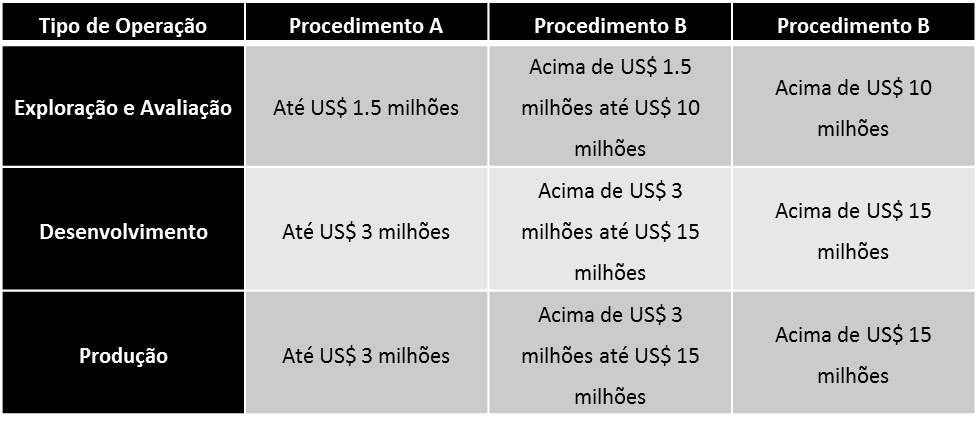 Tipo de Operação
Procedimento A
Procedimento B
Procedimento B
Exploração e Avaliação
Até US$ 1.5 milhões
Acima de US$ 1.5
milhões até US$ 10
milhões
Acima de US$ 10
milhões
Desenvolvimento
Até US$ 3 milhões
Acima de US$ 3
milhões até US$ 15
milhões
Acima de US$ 15
milhões
Produção
Até US$ 3 milhões
Acima de US$ 3
milhões até US$ 15
milhões
Acima de US$ 15
milhões